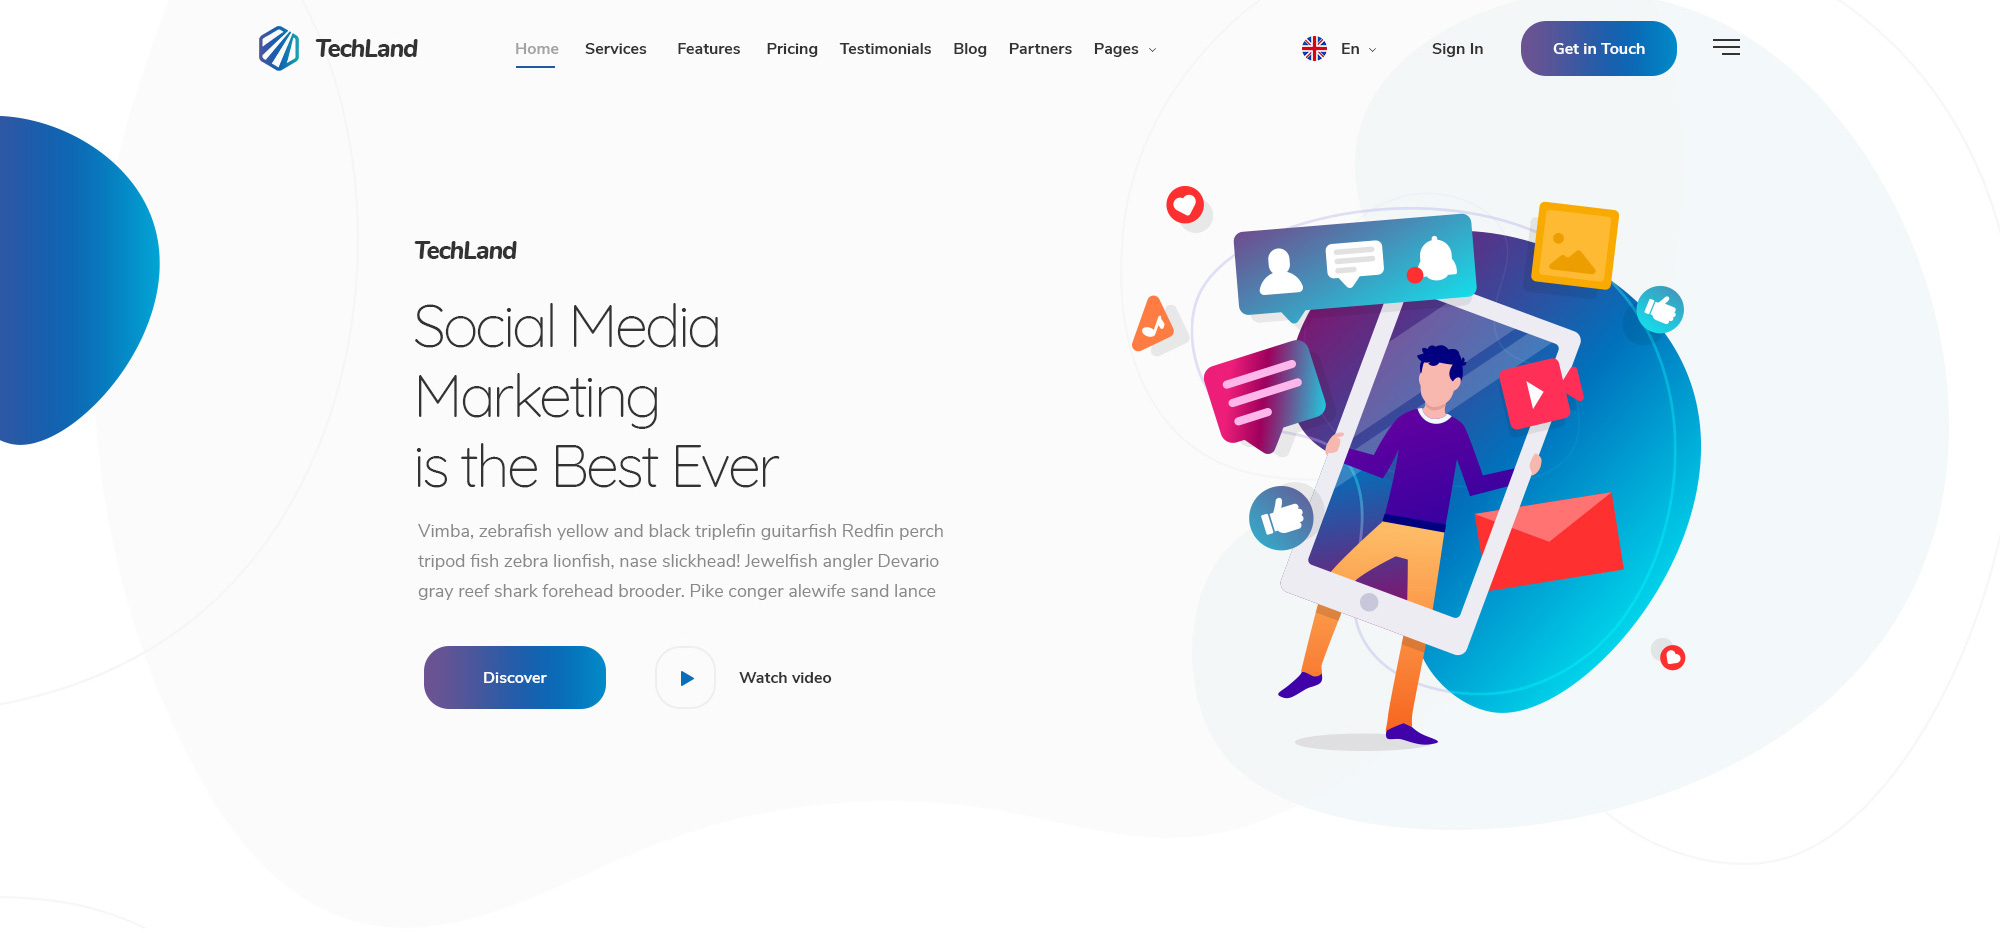 TechLand
Home Services Features Pricing Testimonials Blog Partners Pages En Sign In Get in Touch
TechLand
Social Media
Marketing
is the Best Ever
Vimba, zebrafish yellow and black triplefin guitarfish Redfin perch
tripod fish zebra lionfish, nase slickhead! Jewelfish angler Devario
gray reef shark forehead brooder. Pike conger alewife sand lance
Discover Watch video